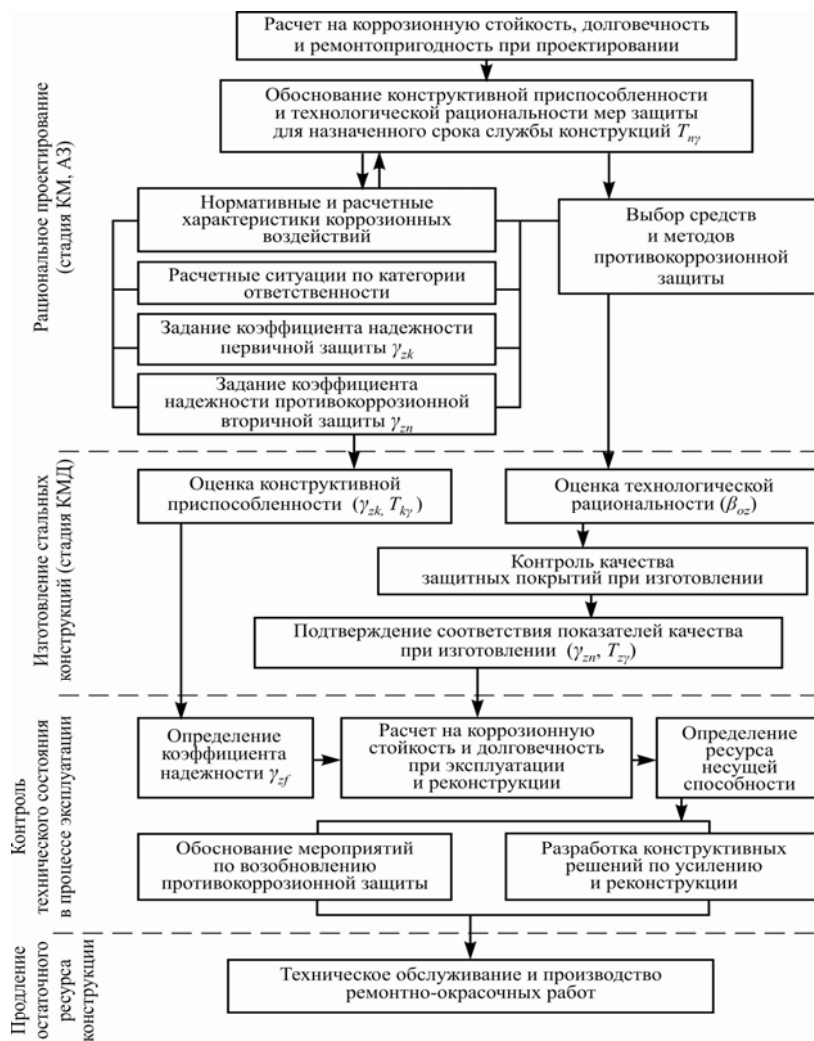 Расчет на коррозионную стойкость, долговечность
и ремонтопригодность при проектировании
Обоснование конструктивной приспособленности
и технологической рациональности мер защиты
для назначенного срока службы конструкций Tnγ
Рациональное проектирование
(стадия КМ, АЗ)
Нормативные и расчетные
характеристики коррозионных
воздействий
Выбор средств
и методов
противокоррозионной
защиты
Расчетные ситуации по категории
ответственности
Задание коэффициента надежности
первичной защиты γzk
Задание коэффициента
надежности противокоррозионной
вторичной защиты γzn
Изготовление стальных
конструкций (стадия КМД)
Оценка конструктивной
приспособленности (γzk, Tkγ)
Оценка технологической
рациональности (βoz)
Контроль качества
защитных покрытий при изготовлении
Подтверждение соответствия показателей качества
при изготовлении (γzn, Tzγ)
Контроль
технического состояния
в процессе эксплуатации
Определение
коэффициента
надежности γzf
Расчет на коррозионную
стойкость и долговечность
при эксплуатации
и реконструкции
Определение
ресурса
несущей
способности
Обоснование мероприятий
по возобновлению
противокоррозионной защиты
Разработка конструктивных
решений по усилению
и реконструкции
Продление
остаточного
ресурса
конструкции
Техническое обслуживание и производство
ремонтно-окрасочных работ